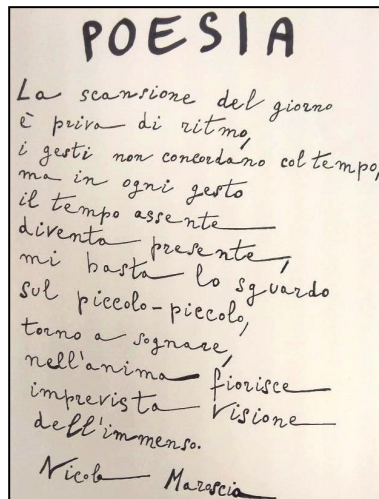 POESIA
La scansione del giorno
è priva di ritmo,
i gesti non concordano col tempo,
ma in ogni gesto
il tempo assente
diventa presente,
mi basta lo sguardo
sul piccolo-piccolo,
torno a sognare,
nell'anima fiorisce
imprevista visione
dell'immenso.
Nicola Marascia